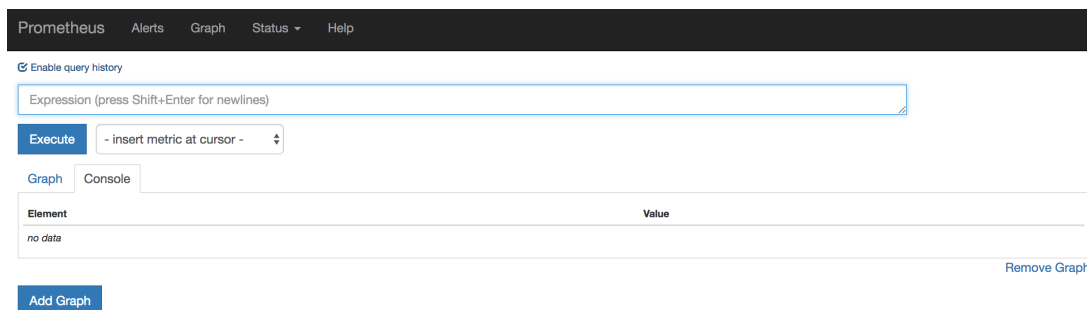 Prometheus Alerts Graph Status Help
Enable query history
Expression (press Shift+Enter for newlines)
Execute - insert metric at cursor -
Graph Console
Element Value
no data
Remove Graph
Add Graph